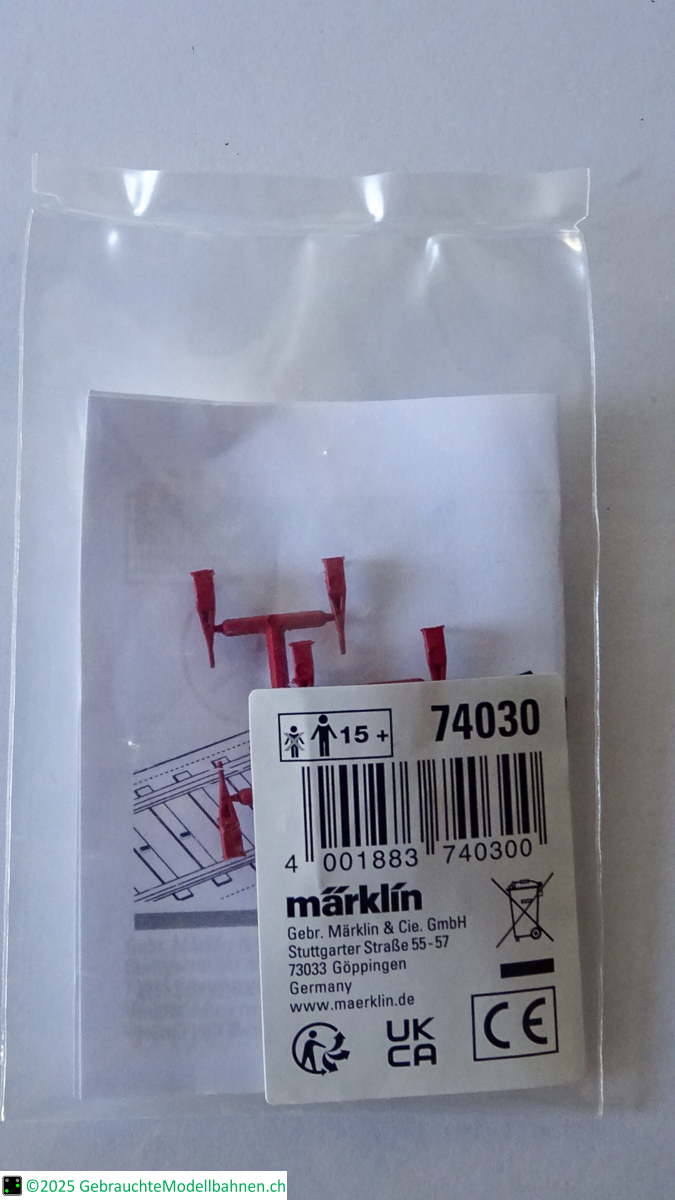 15 +
74030
4 001883 740300
märklin
Gebr. Märklin & Cie. GmbH
Stuttgarter Straße 55-57
73033 Göppingen
Germany
www.maerklin.de
UK
CA
CE
©2025 GebrauchteModellbahnen.ch